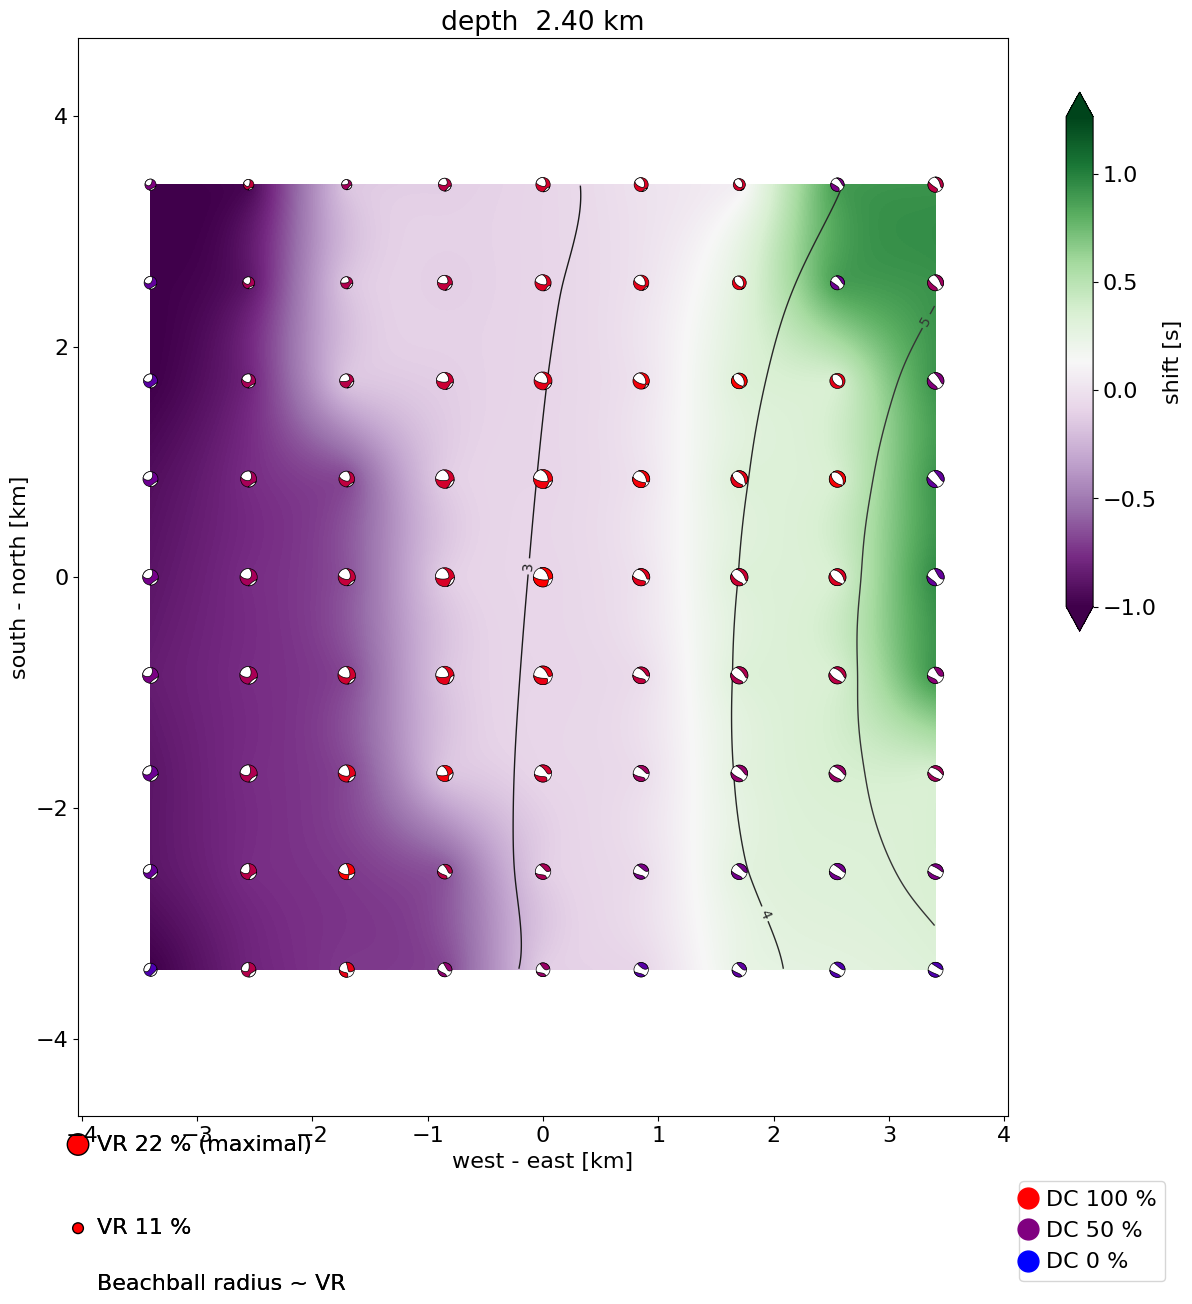 depth  2.40 km
4
2
0
−2
−4
south - north [km]
3
4
5
−4
−3
−2
−1
0
1
2
3
4
west - east [km]
1.0
0.5
0.0
−0.5
−1.0
shift [s]
VR 22 % (maximal)
VR 11 %
Beachball radius ~ VR
DC 100 %
DC 50 %
DC 0 %